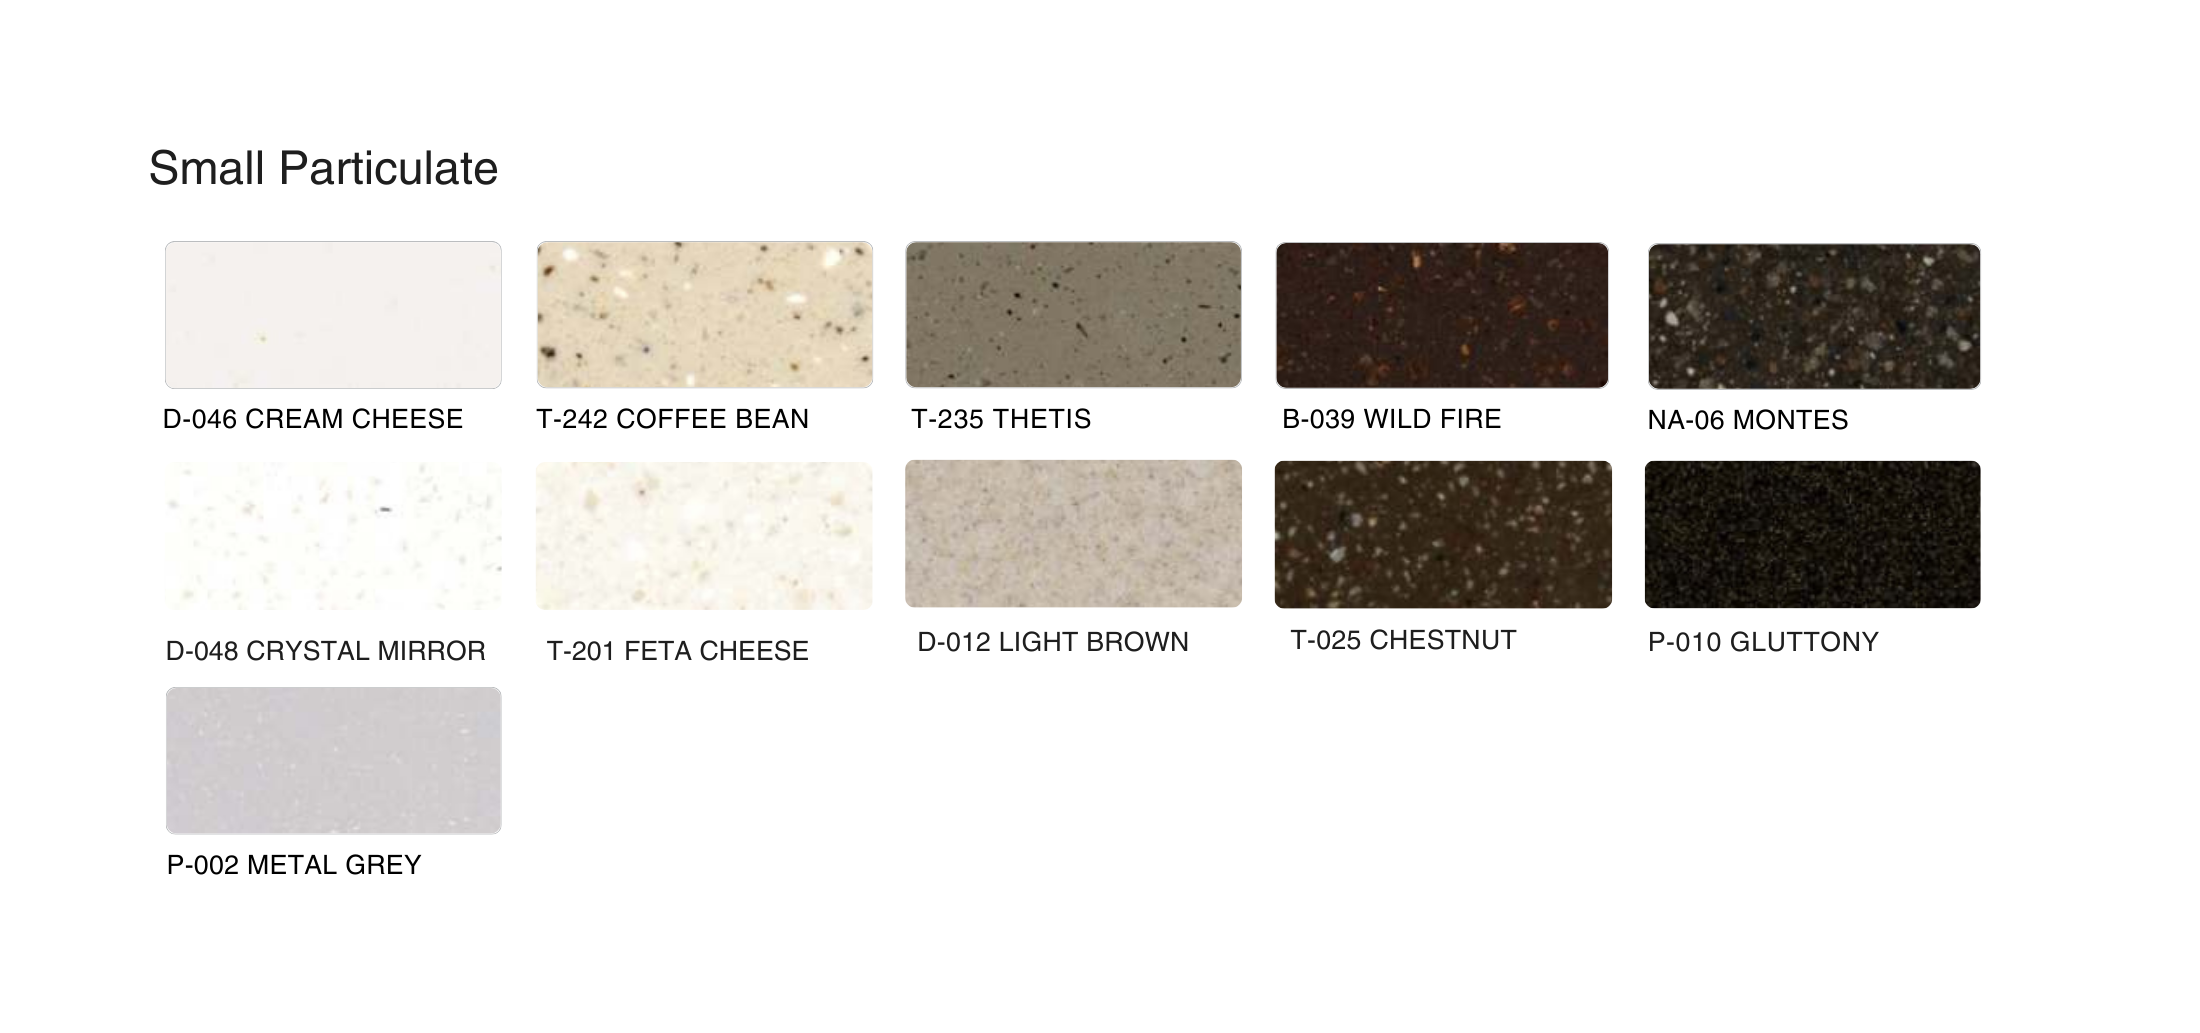 Small Particulate
D-046 CREAM CHEESE
T-242 COFFEE BEAN
T-235 THETIS
B-039 WILD FIRE
NA-06 MONTES
D-048 CRYSTAL MIRROR
T-201 FETA CHEESE
D-012 LIGHT BROWN
T-025 CHESTNUT
P-010 GLUTTONY
P-002 METAL GREY